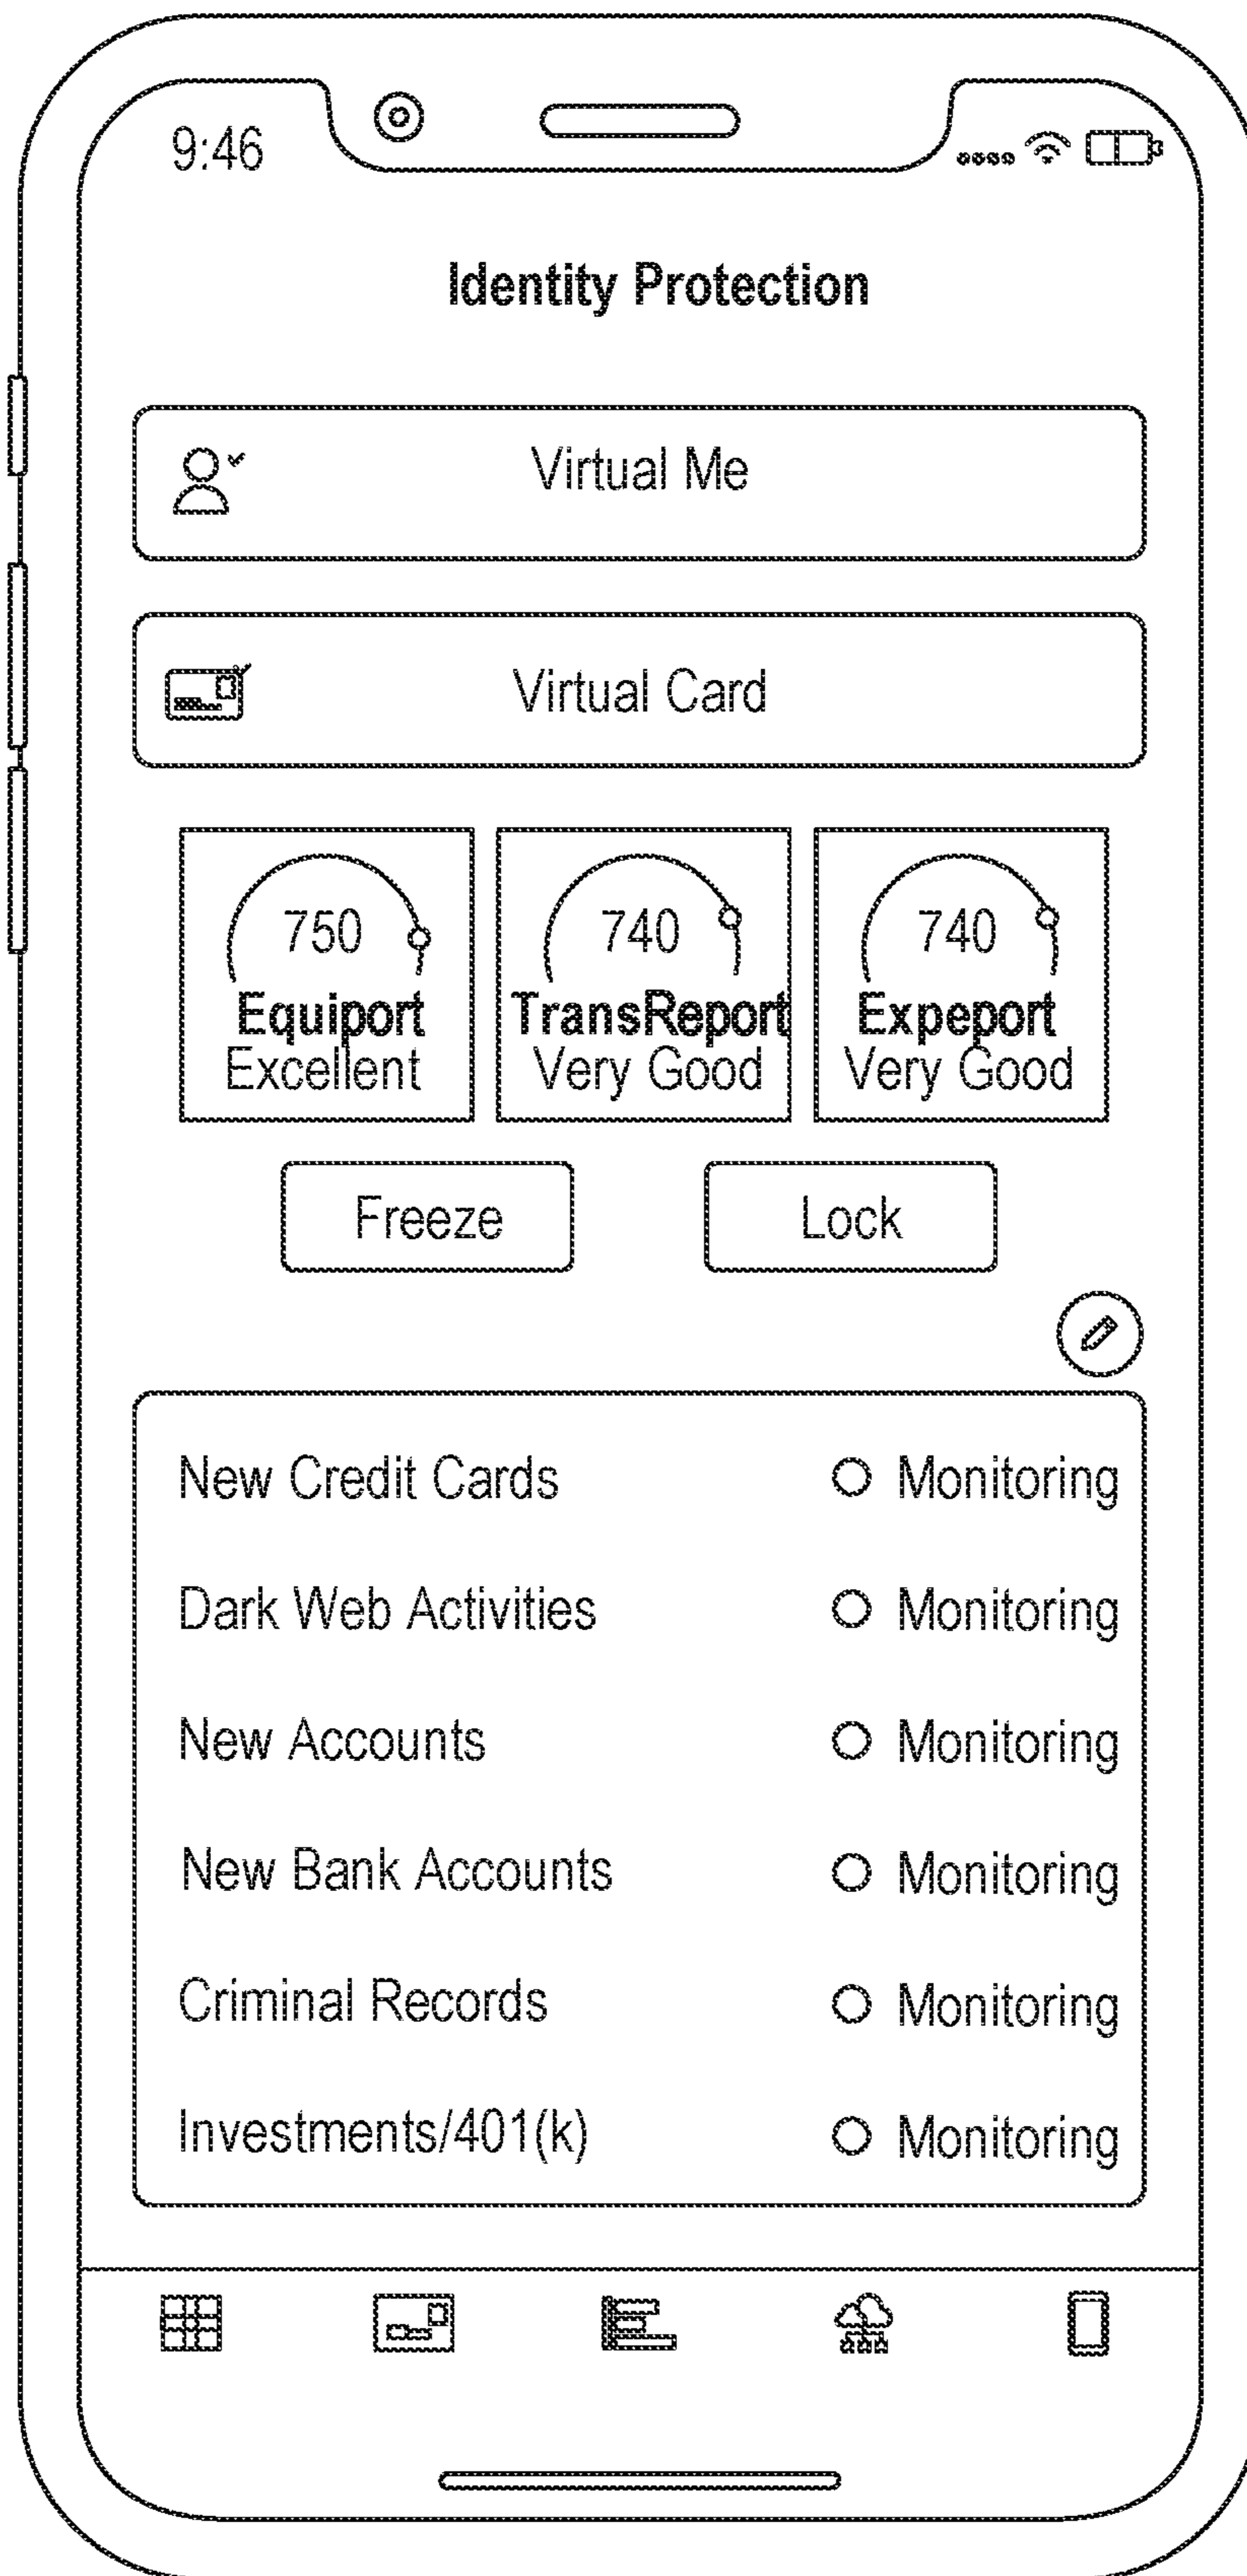 9:46
Identity Protection
Virtual Me
Virtual Card
750 740 740
Equiport TransReport Expeport
Excellent Very Good Very Good
Freeze Lock
New Credit Cards Monitoring
Dark Web Activities Monitoring
New Accounts Monitoring
New Bank Accounts Monitoring
Criminal Records Monitoring
Investments/401(k) Monitoring